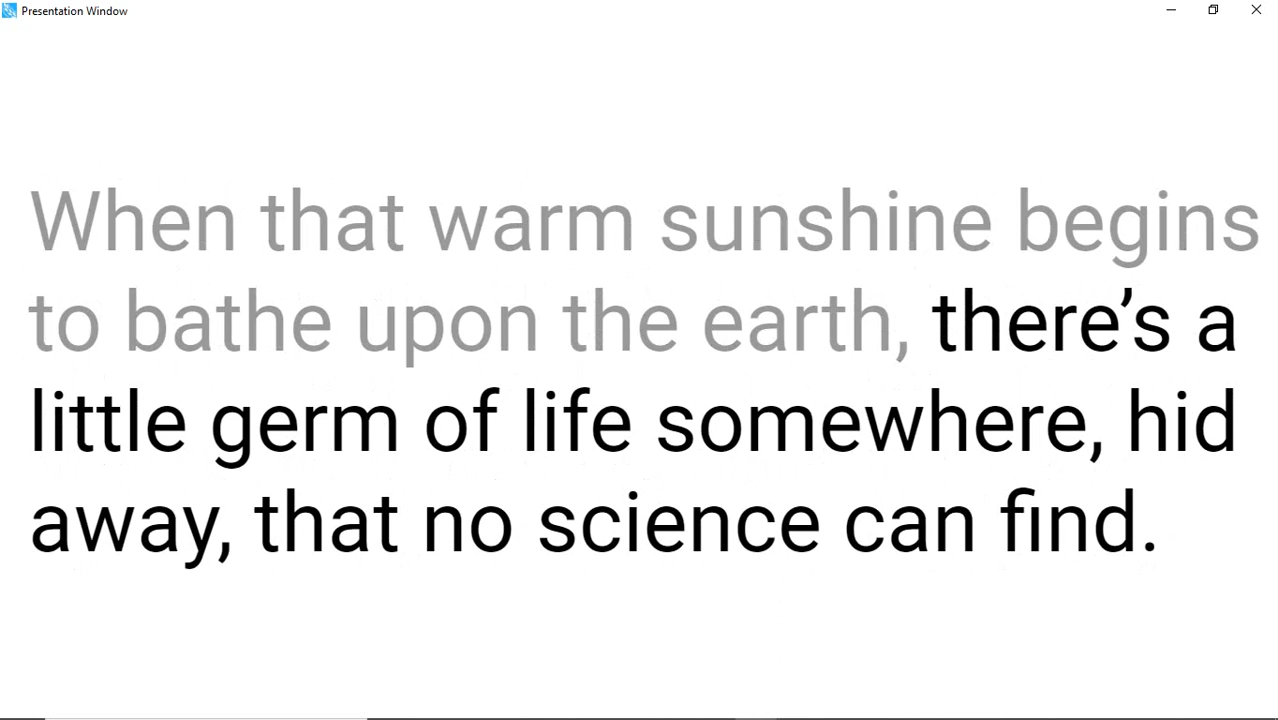 Presentation Window
When that warm sunshine begins
to bathe upon the earth, there’s a
little germ of life somewhere, hid
away, that no science can find.